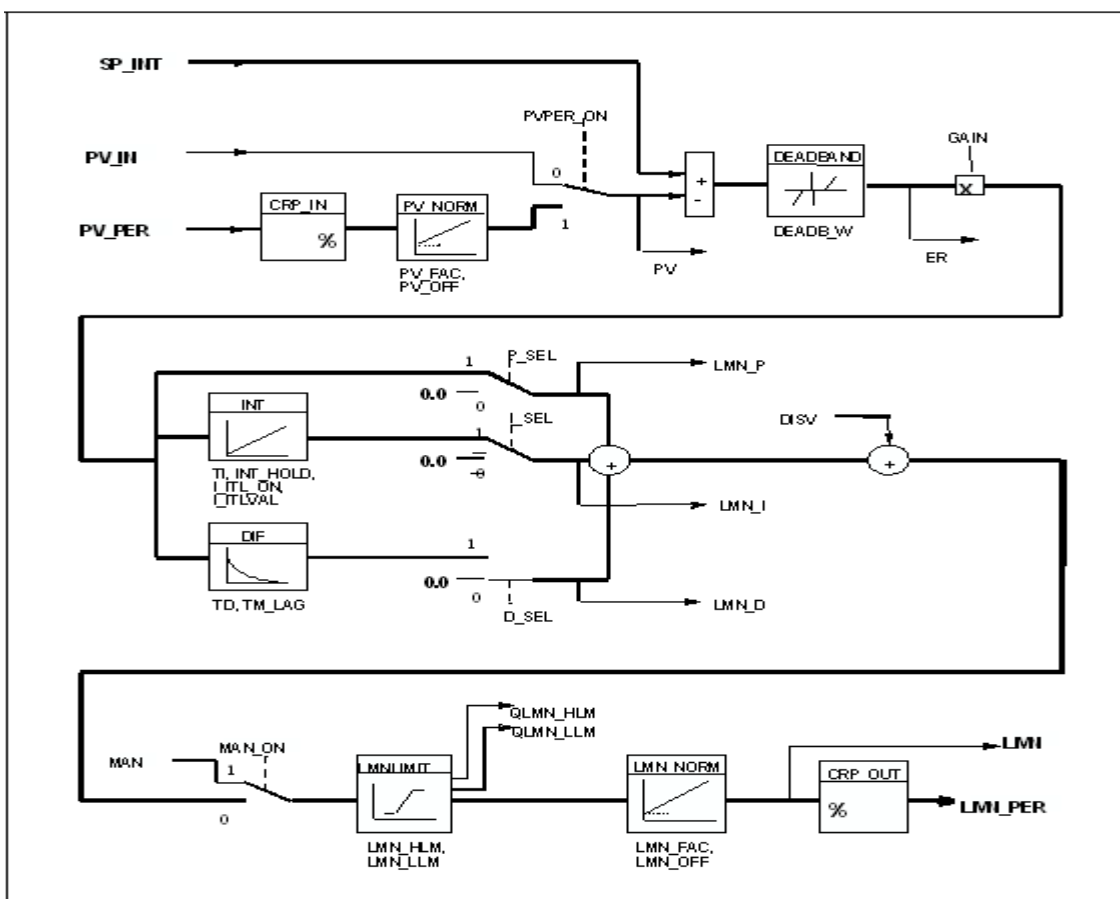 SP_INT
PVPER_ON
GAIN
PV_IN
DEADBAND
0
+
-
X
CRP_IN
PV_NORM
PV_PER
%
1
DEADB_W
PV
ER
PV_FAC,
PV_OFF
1
P_SEL
LMN_P
0.0
0
INT
1
I_SEL
DISV
0.0
0
+
+
TI, INT_HOLD,
I_ITL_ON,
I_ITLVAL
LMN_I
DIF
1
0.0
0
LMN_D
TD, TM_LAG
D_SEL
QLMN_HLM
QLMN_LLM
MAN_ON
LMN
MAN
1
LMNLIMIT
LMN_NORM
CRP_OUT
%
LMN_PER
0
LMN_HLM,
LMN_LLM
LMN_FAC,
LMN_OFF